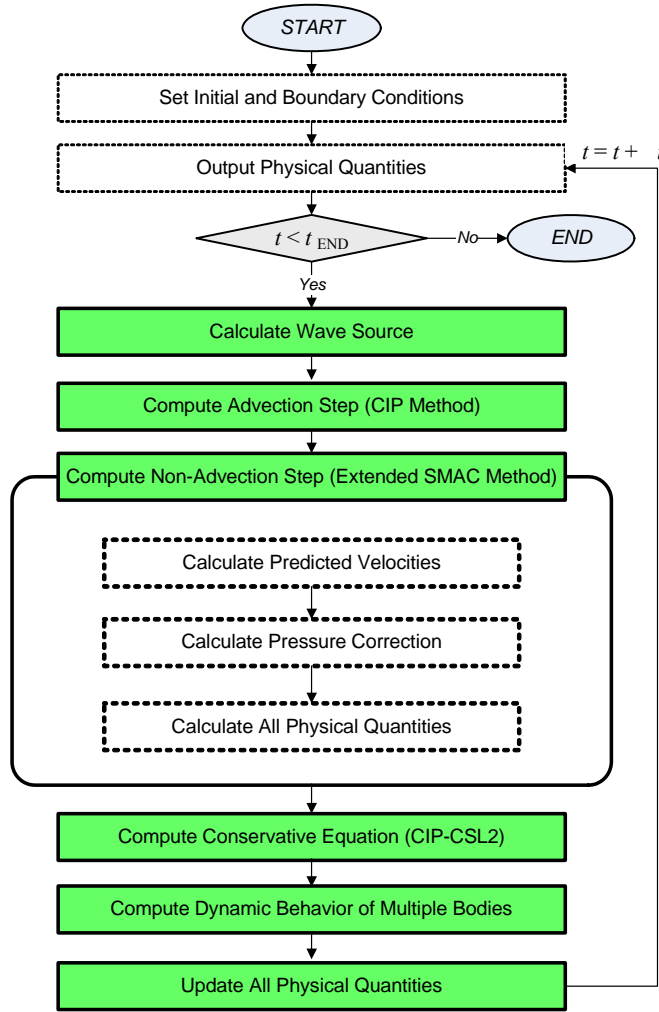 START
Set Initial and Boundary Conditions
t = t + t
Output Physical Quantities
t < t END
No
END
Yes
Calculate Wave Source
Compute Advection Step (CIP Method)
Compute Non-Advection Step (Extended SMAC Method)
Calculate Predicted Velocities
Calculate Pressure Correction
Calculate All Physical Quantities
Compute Conservative Equation (CIP-CSL2)
Compute Dynamic Behavior of Multiple Bodies
Update All Physical Quantities